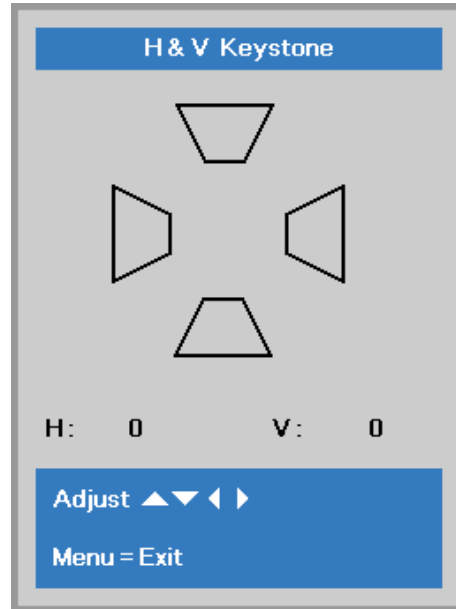 H & V Keystone
H: 0 V: 0
Adjust ▲▼◀▶
Menu = Exit